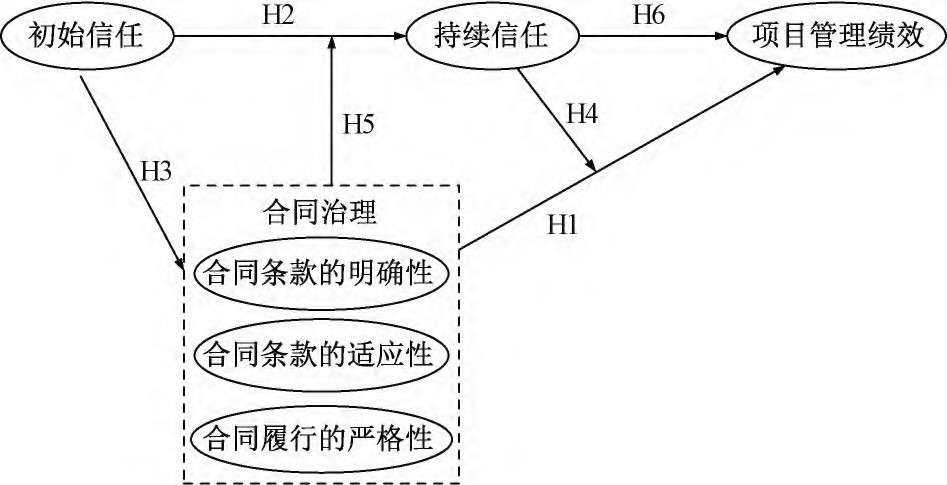 初始信任
H2
持续信任
H6
项目管理绩效
H3
H5
H4
H1
合同治理
合同条款的明确性
合同条款的适应性
合同履行的严格性